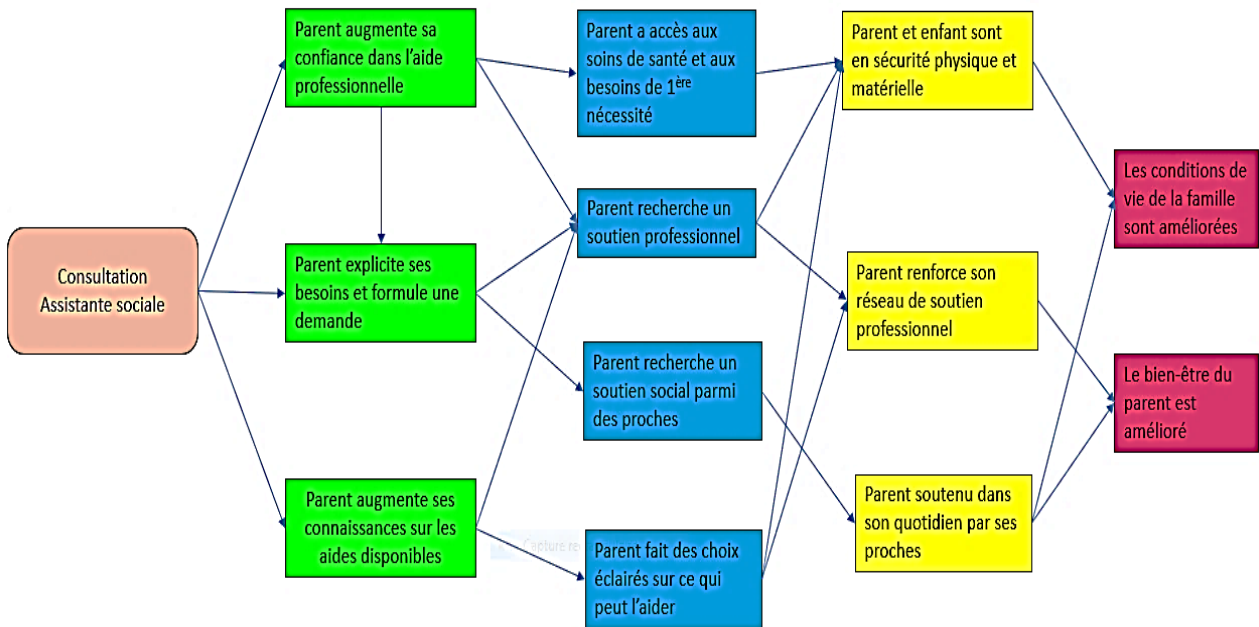 Consultation
Assistante sociale
Parent augmente sa
confiance dans l'aide
professionnelle
Parent explicite ses
besoins et formule une
demande
Parent augmente ses
connaissances sur les
aides disponibles
Parent a accès aux
soins de santé et aux
besoins de 1ère
nécessité
Parent recherche un
soutien professionnel
Parent recherche un
soutien social parmi
des proches
Capture
Parent fait des choix
éclairés sur ce qui
peut l'aider
Parent et enfant sont
en sécurité physique et
matérielle
Parent renforce son
réseau de soutien
professionnel
Parent soutenu dans
son quotidien par ses
proches
Les conditions de
vie de la famille
sont améliorées
Le bien-être du
parent est
amélioré